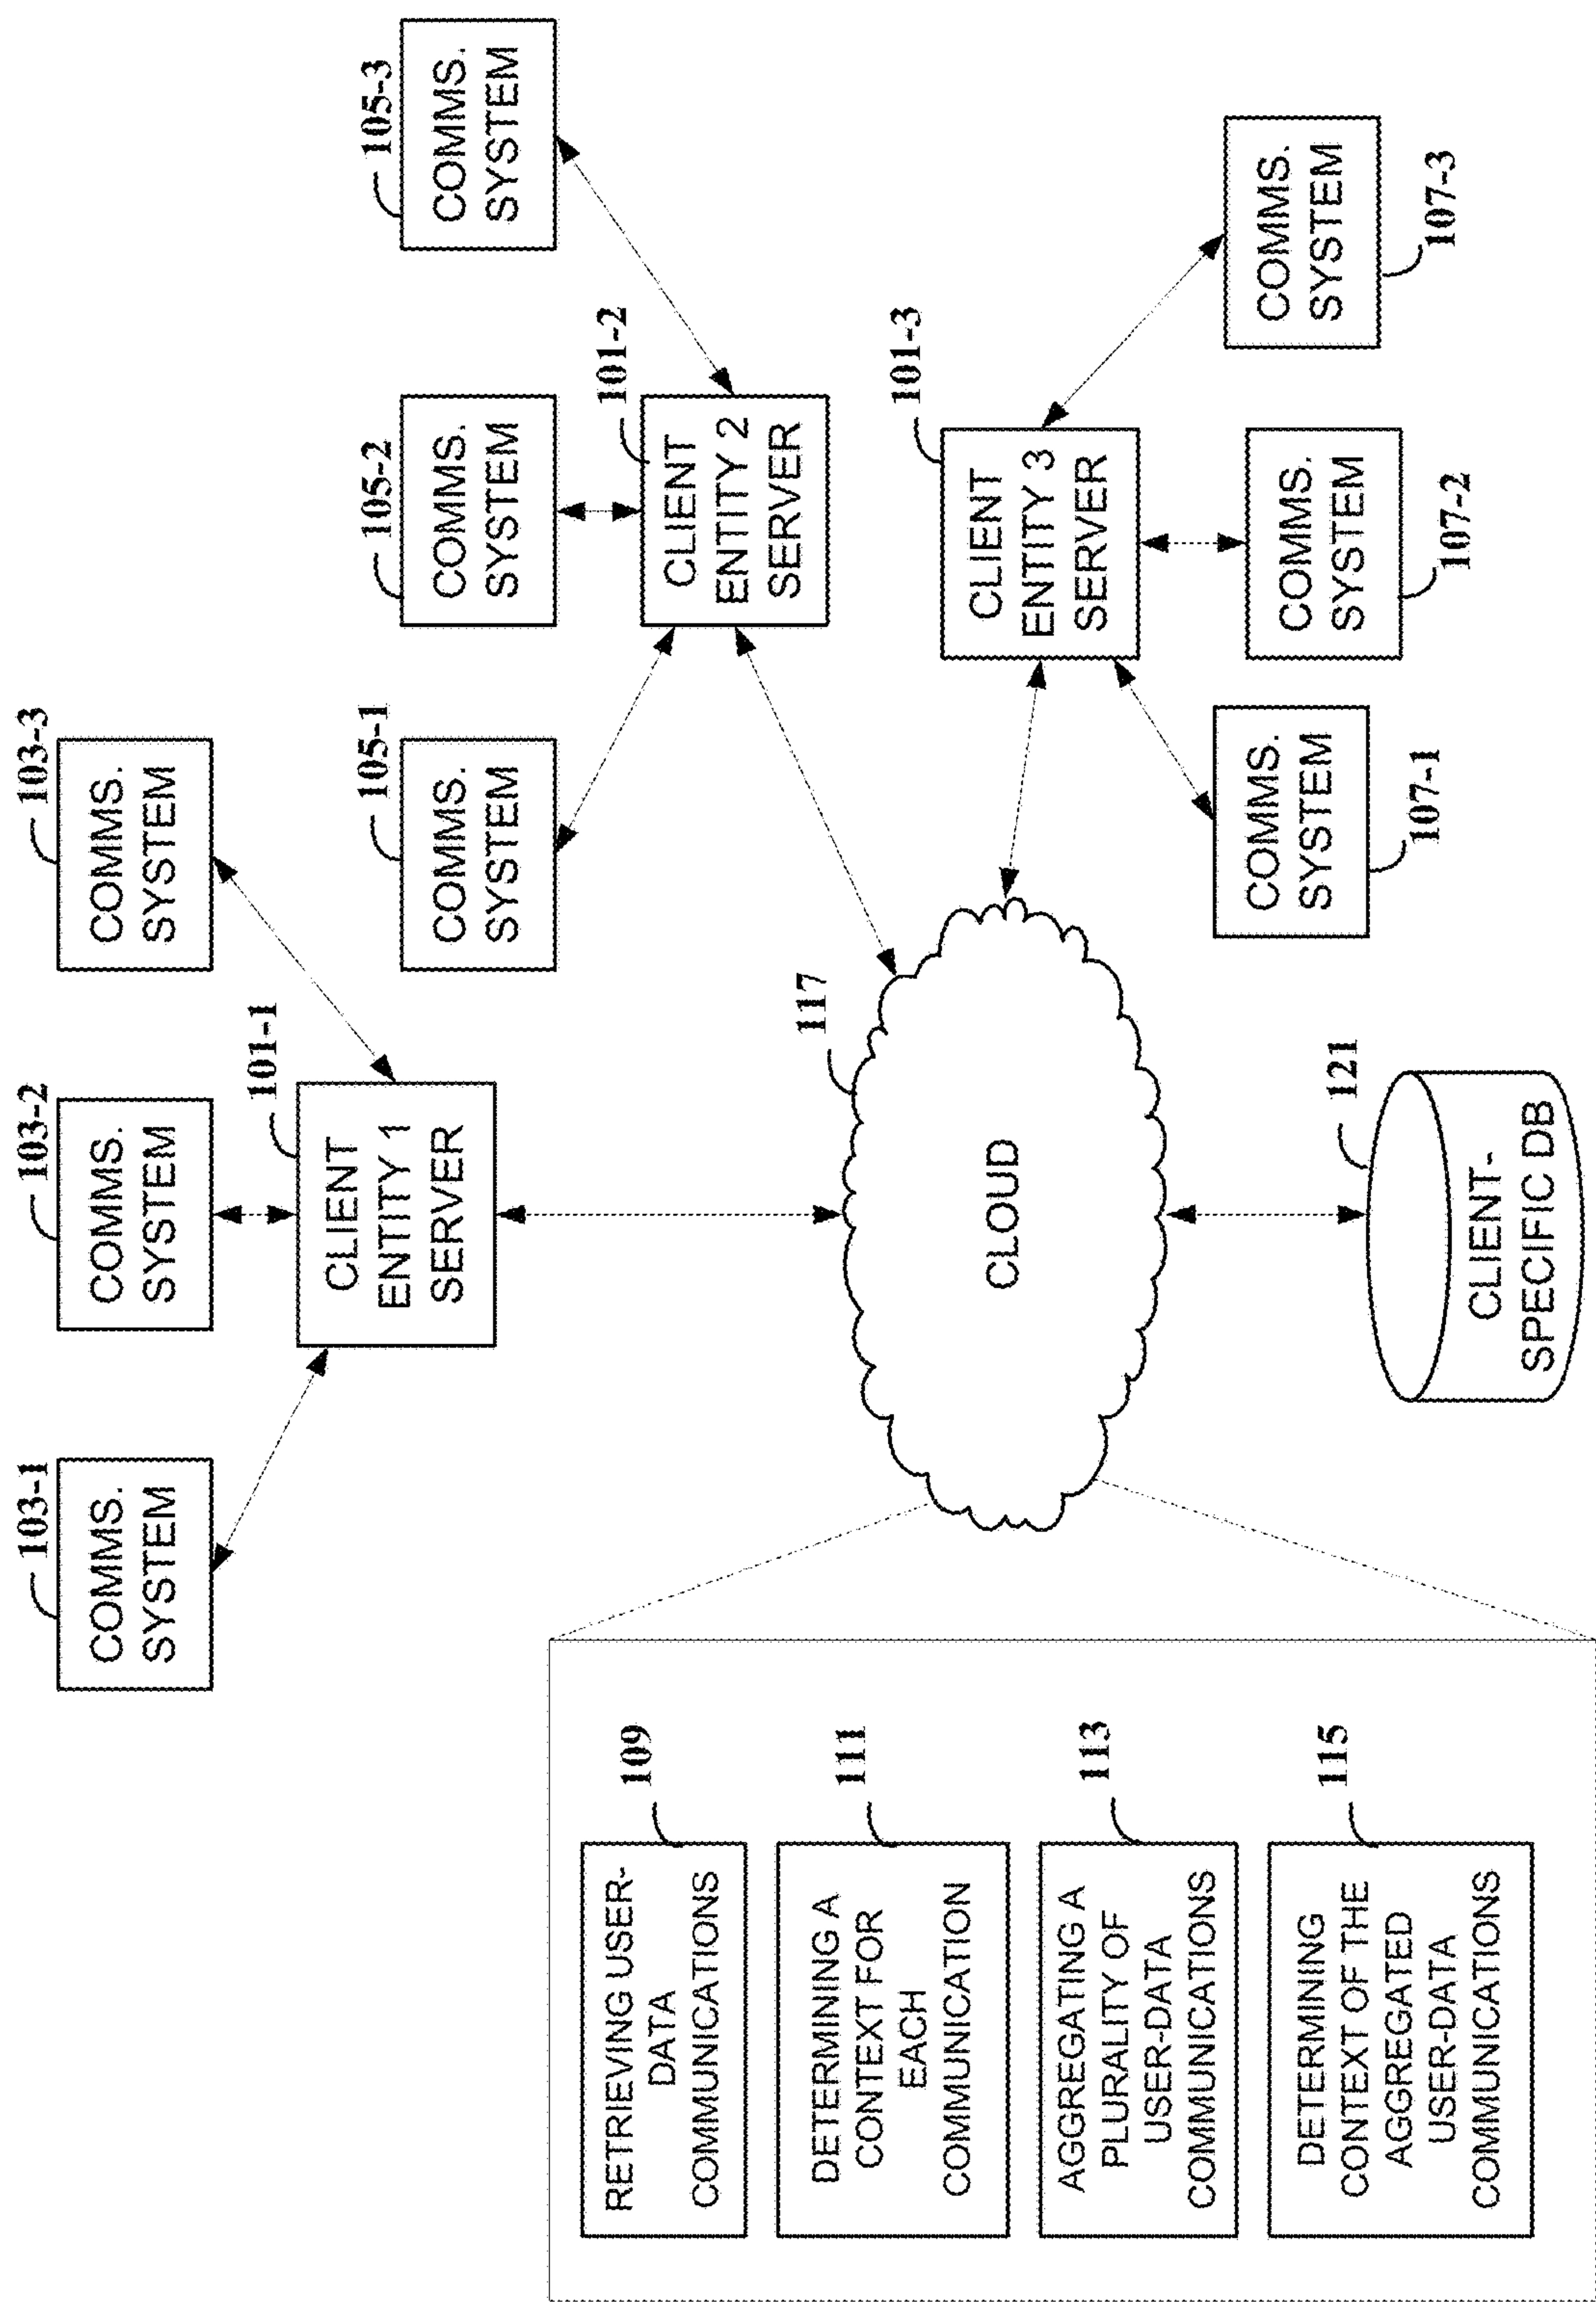 103-1
COMMS.
SYSTEM
103-2
COMMS.
SYSTEM
103-3
COMMS.
SYSTEM
101-1
CLIENT
ENTITY 1
SERVER
105-1
COMMS.
SYSTEM
105-2
COMMS.
SYSTEM
105-3
COMMS.
SYSTEM
101-2
CLIENT
ENTITY 2
SERVER
109
RETRIEVING USER-
DATA
COMMUNICATIONS
111
DETERMINING A
CONTEXT FOR
EACH
COMMUNICATION
113
AGGREGATING A
PLURALITY OF
USER-DATA
COMMUNICATIONS
115
DETERMINING
CONTEXT OF THE
AGGREGATED
USER-DATA
COMMUNICATIONS
117
CLOUD
101-3
CLIENT
ENTITY 3
SERVER
COMMS.
SYSTEM
107-1
COMMS.
SYSTEM
107-2
COMMS.
SYSTEM
107-3
121
CLIENT-
SPECIFIC DB